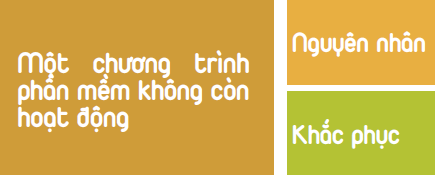 Một chương trình
phần mềm không còn
hoạt động
Nguyên nhân
Khắc phục